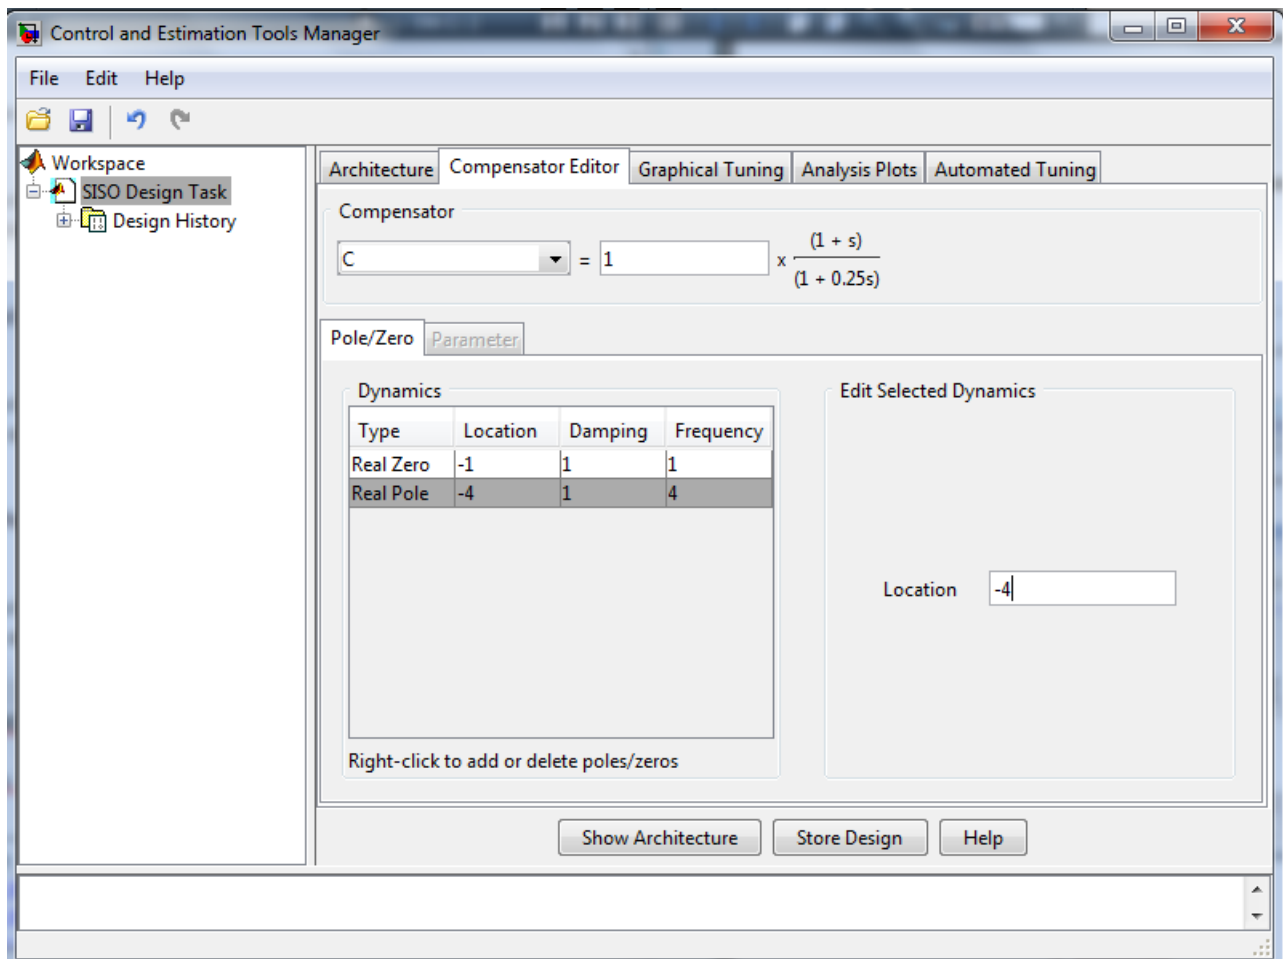 Control and Estimation Tools Manager
File Edit Help
Workspace
SISO Design Task
Design History
Architecture Compensator Editor Graphical Tuning Analysis Plots Automated Tuning
Compensator
C = 1 x (1 + s)
(1 + 0.25s)
Pole/Zero Parameter
Dynamics
Type Location Damping Frequency
Real Zero -1 1 1
Real Pole -4 1 4
Right-click to add or delete poles/zeros
Edit Selected Dynamics
Location -4
Show Architecture Store Design Help